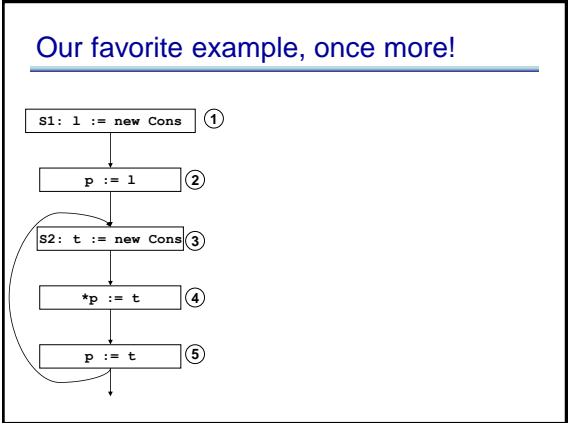 Our favorite example, once more!
S1: l := new Cons 1
p := l 2
S2: t := new Cons 3
*p := t 4
p := t 5